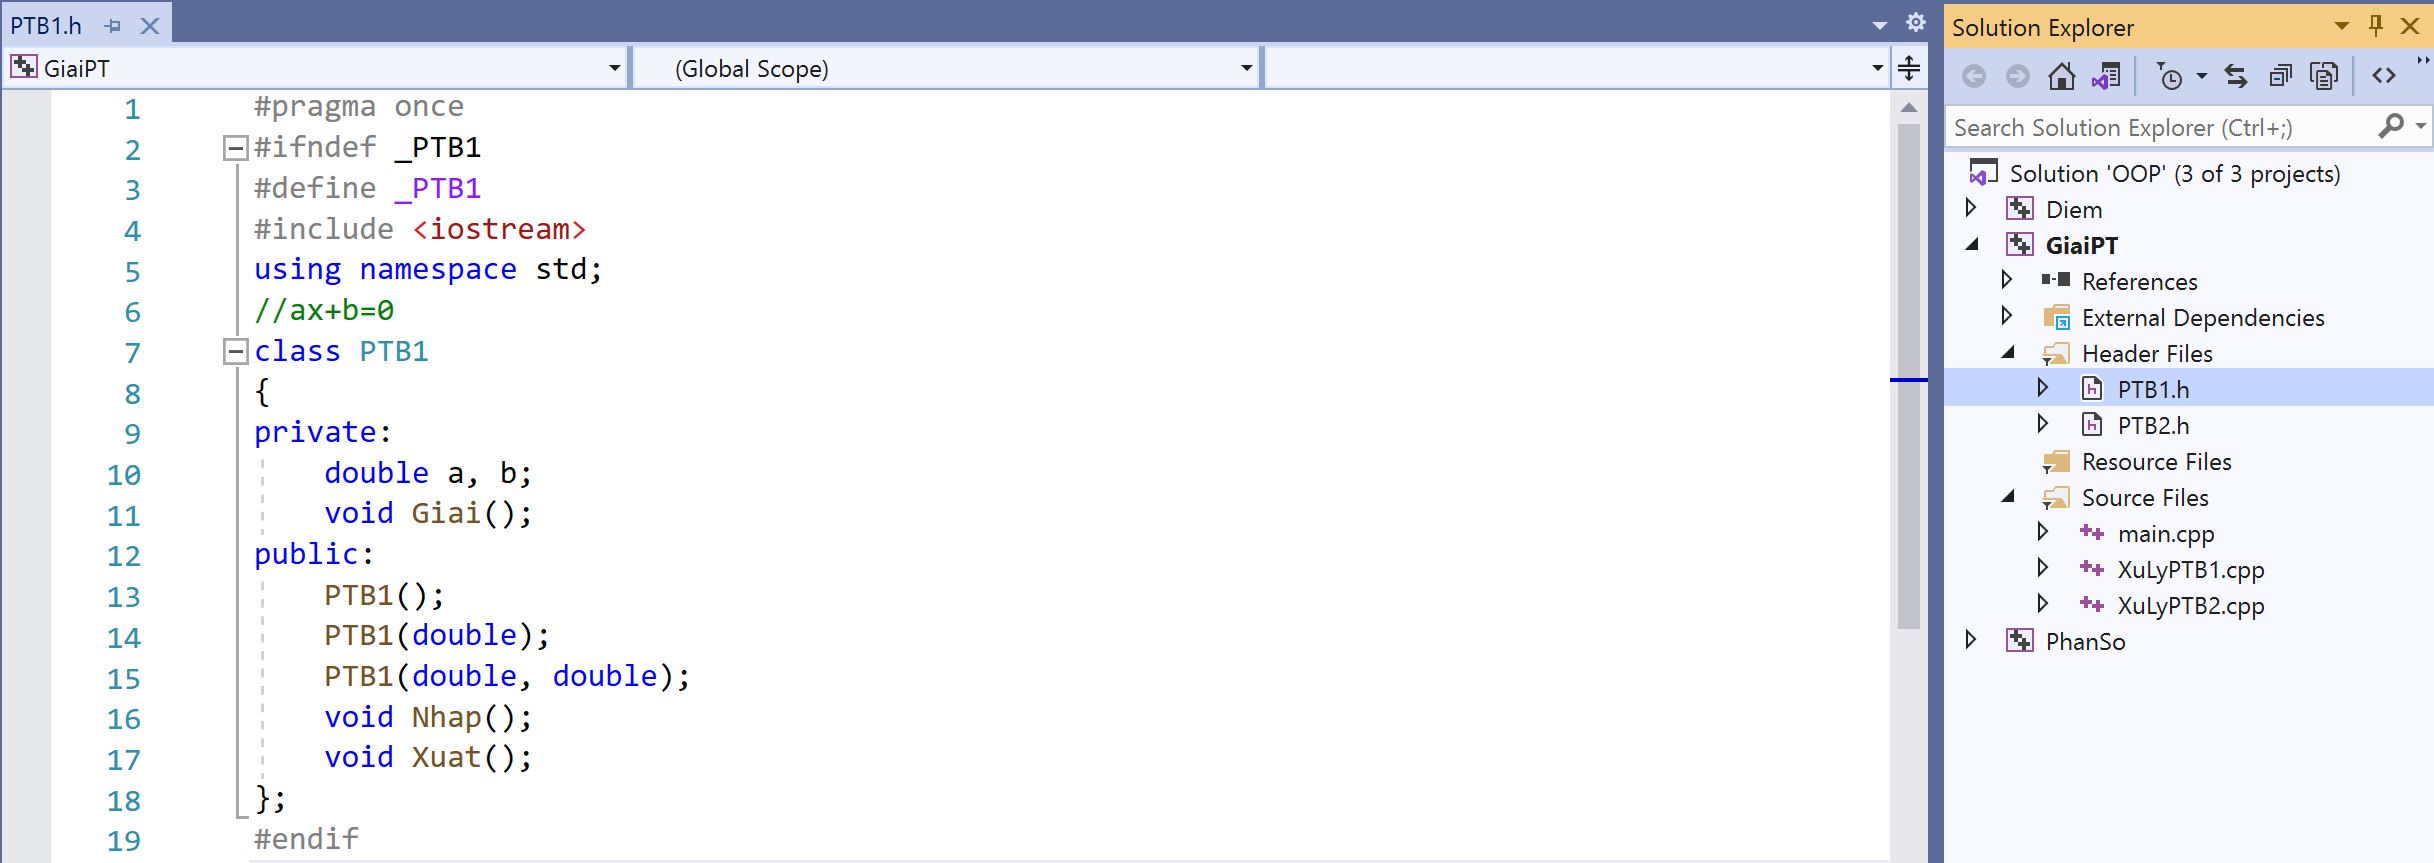 PTB1.h
GiaiPT
(Global Scope)
1 #pragma once
2 #ifndef _PTB1
3 #define _PTB1
4 #include <iostream>
5 using namespace std;
6 //ax+b=0
7 class PTB1
8 {
9 private:
10 double a, b;
11 void Giai();
12 public:
13 PTB1();
14 PTB1(double);
15 PTB1(double, double);
16 void Nhap();
17 void Xuat();
18 };
19 #endif
Solution Explorer
Search Solution Explorer (Ctrl+;)
Solution 'OOP' (3 of 3 projects)
Diem
GiaiPT
References
External Dependencies
Header Files
PTB1.h
PTB2.h
Resource Files
Source Files
main.cpp
XuLyPTB1.cpp
XuLyPTB2.cpp
PhanSo